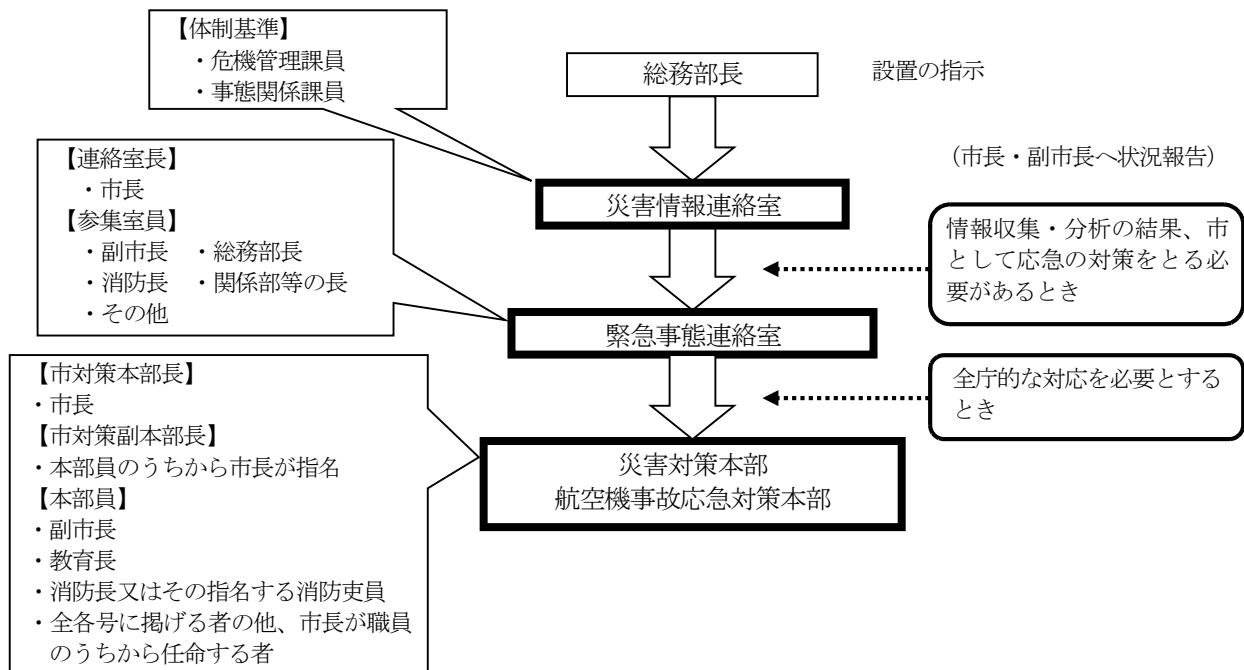 【体制基準】
・危機管理課員
・事態関係課員
総務部長
設置の指示
【連絡室長】
・市長
【参集室員】
・副市長 ・総務部長
・消防長 ・関係部等の長
・その他
(市長・副市長へ状況報告)
災害情報連絡室
情報収集・分析の結果、市
として応急の対策をとる必
要があるとき
緊急事態連絡室
【市対策本部長】
・市長
【市対策副本部長】
・本部員のうちから市長が指名
【本部員】
・副市長
・教育長
・消防長又はその指名する消防吏員
・全各号に掲げる者の他、市長が職員
のうちから任命する者
全庁的な対応を必要とする
とき
災害対策本部
航空機事故応急対策本部